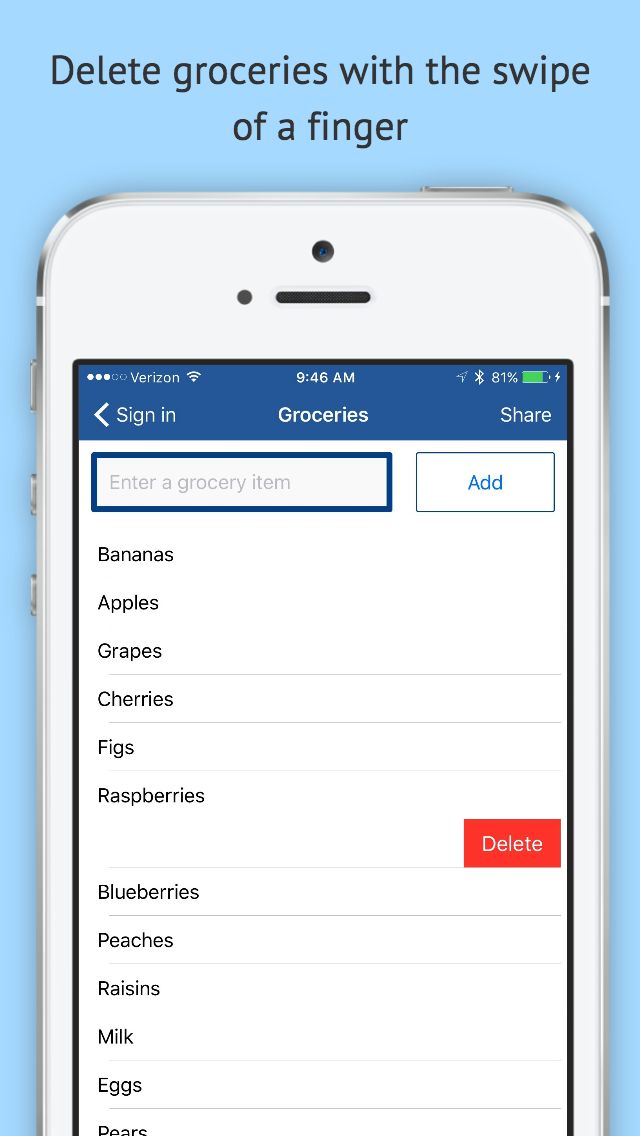 Delete groceries with the swipe
of a finger
Verizon 9:46 AM 81%
Sign in Groceries Share
Enter a grocery item Add
Bananas
Apples
Grapes
Cherries
Figs
Raspberries
Delete
Blueberries
Peaches
Raisins
Milk
Eggs
Pears